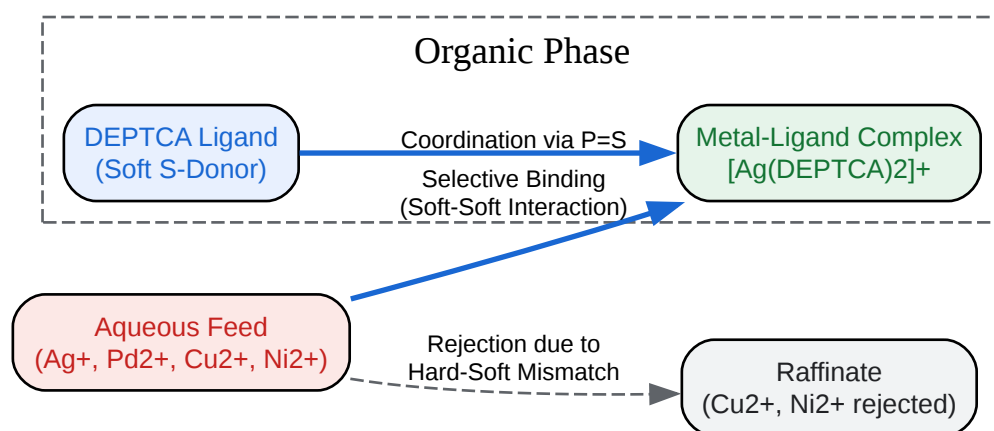 Organic Phase
DEPTCA Ligand
(Soft S-Donor)
Coordination via P=S
Metal-Ligand Complex
[Ag(DEPTCA)2]+
Selective Binding
(Soft-Soft Interaction)
Aqueous Feed
(Ag+, Pd2+, Cu2+, Ni2+)
Rejection due to
Hard-Soft Mismatch
Raffinate
(Cu2+, Ni2+ rejected)